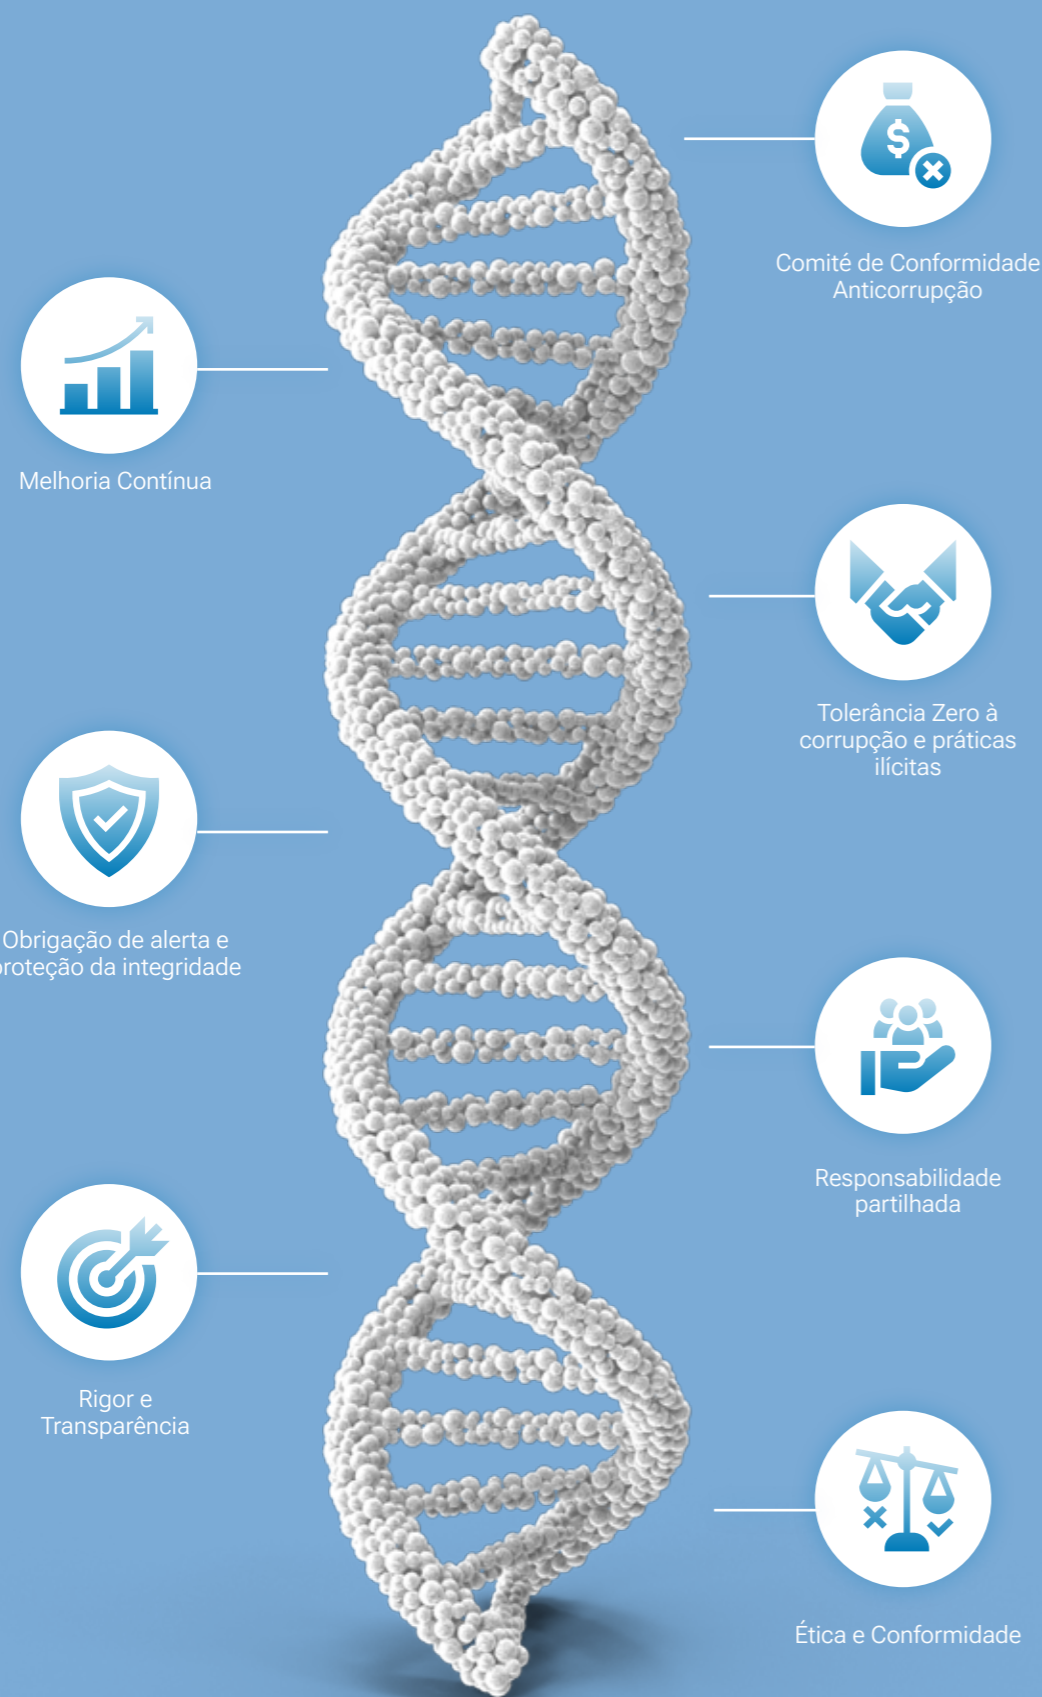 Comité de Conformidade
Anticorrupção
Melhoria Contínua
Tolerância Zero à
corrupção e práticas
ilícitas
Obrigação de alerta e
proteção da integridade
Responsabilidade
partilhada
Rigor e
Transparência
Ética e Conformidade